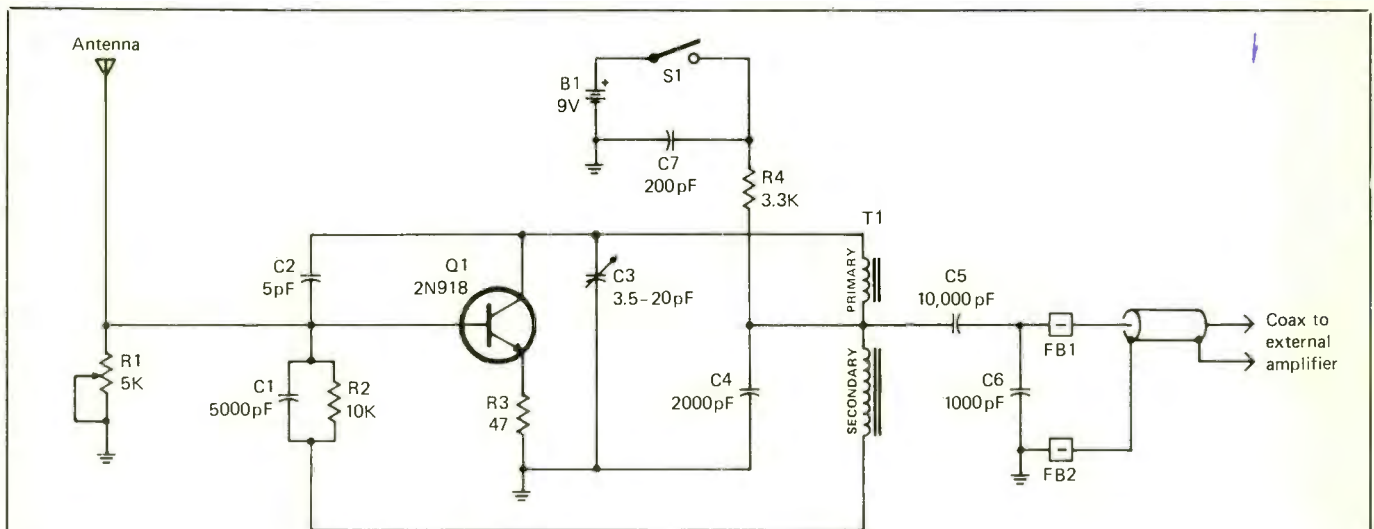 Antenna
B1
9V
+
S1
C7
200pF
R4
3.3K
T1
C2
5pF
Q1
2N918
C3
3.5-20pF
PRIMARY
C5
10,000pF
R1
5K
C1
5000pF
R2
10K
R3
47
C4
2000pF
SECONDARY
C6
1000pF
FB1
FB2
Coax to
external
amplifier